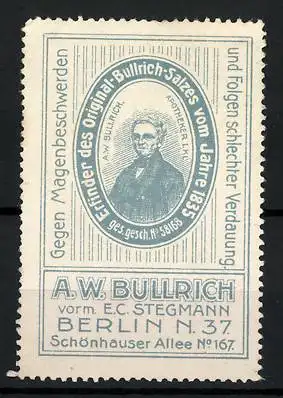 Gegen Magenbeschwerden
und Folgen schlechter Verdauung.
Erfinder des original-Bullrich-Salzes vom Jahre 1835
ges. gesch. No 58168
A.W. BULLRICH.
APOTHEKER I.KL.
A.W. BULLRICH
vorm. E.C. STEGMANN
BERLIN N.37
Schönhauser Allee No 167.